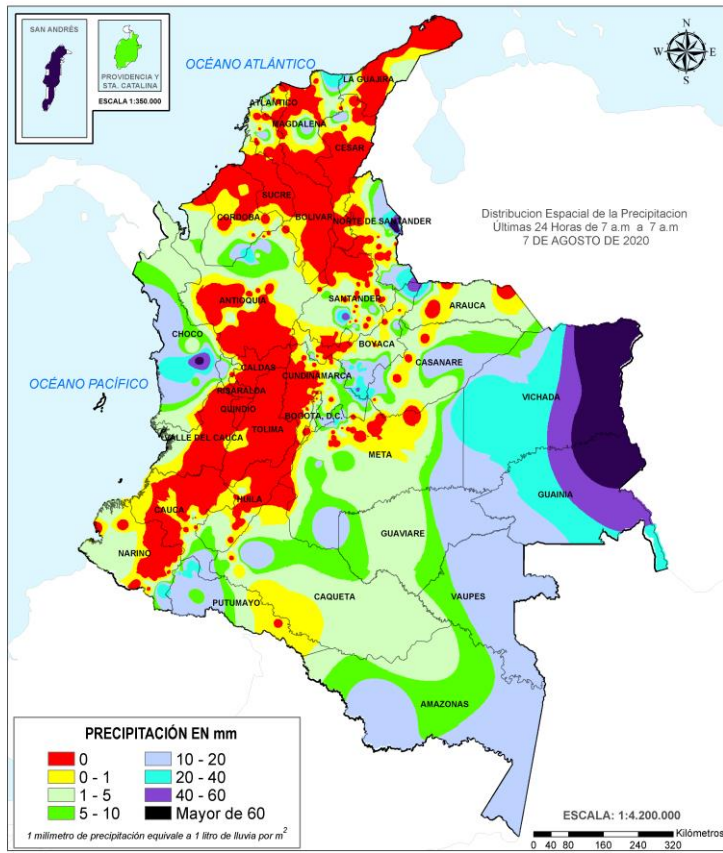 SAN ANDRÉS
PROVIDENCIA Y
STA. CATALINA
ESCALA 1:350.000
OCÉANO ATLÁNTICO
N
W
E
S
LA GUAJIRA
ATLÁNTICO
MAGDALENA
CESAR
SUCRE
CORDOBA
BOLIVAR
NORTE DE SANTANDER
Distribucion Espacial de la Precipitacion
Últimas 24 Horas de 7 a.m a 7 a.m
7 DE AGOSTO DE 2020
ANTIOQUIA
SANTANDER
ARAUCA
CHOCO
BOYACA
CASANARE
OCÉANO PACÍFICO
CALDAS
CUNDINAMARCA
RISARALDA
VICHADA
QUINDIO
BOGOTA, D.C.
TOLIMA
VALLE DEL CAUCA
META
GUAINIA
HUILA
CAUCA
GUAVIARE
NARIÑO
CAQUETA
VAUPES
PUTUMAYO
AMAZONAS
PRECIPITACIÓN EN mm
0
10 - 20
0 - 1
20 - 40
1 - 5
40 - 60
5 - 10
Mayor de 60
1 milimetro de precipitación equivale a 1 litro de lluvia por m²
ESCALA: 1:4.200.000
Kilómetros
0 40 80 160 240 320